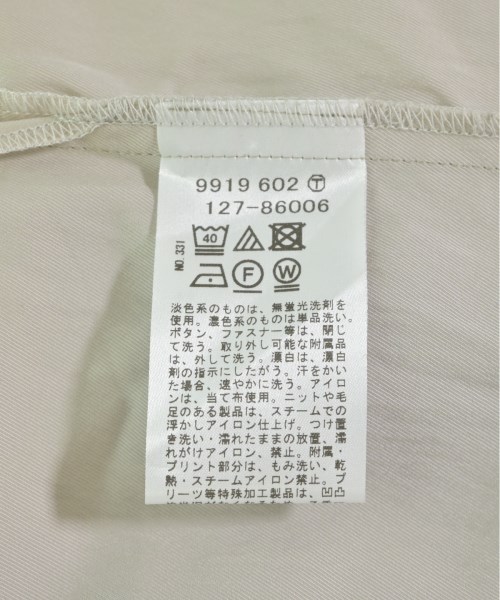 9919 602 Ⓣ
127-86006
NO.331
40
F
W
淡色系のものは、無蛍光洗剤を
使用。濃色系のものは単品洗い。
ボタン、ファスナー等は、閉じ
て洗う。取り外し可能な附属品
は、外して洗う。漂白は、漂白
剤の指示にしたがう。汗をかい
た場合、速やかに洗う。アイロ
ンは、当て布使用。ニットや毛
足のある製品は、スチームでの
浮かしアイロン仕上げ。つけ置
き洗い・濡れたままの放置、濡
れがけアイロン、禁止。附属・
プリント部分は、もみ洗い、乾
熱・スチームアイロン禁止。プ
リーツ等特殊加工製品は、凹凸